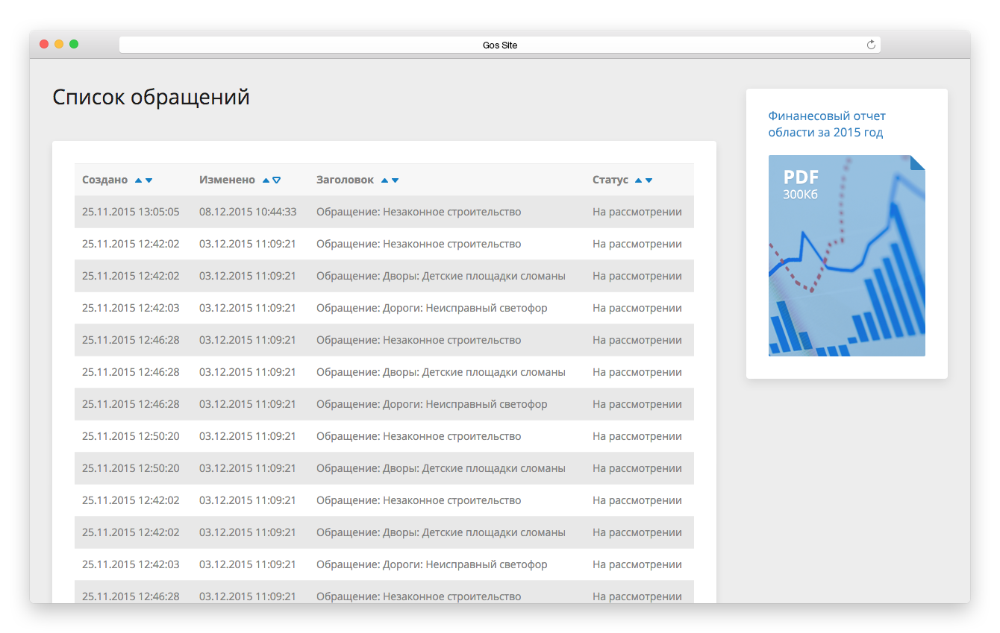 Gos Site
Список обращений
Создано Изменено Заголовок Статус
25.11.2015 13:05:05 08.12.2015 10:44:33 Обращение: Незаконное строительство На рассмотрении
25.11.2015 12:42:02 03.12.2015 11:09:21 Обращение: Незаконное строительство На рассмотрении
25.11.2015 12:42:02 03.12.2015 11:09:21 Обращение: Дворы: Детские площадки сломаны На рассмотрении
25.11.2015 12:42:03 03.12.2015 11:09:21 Обращение: Дороги: Неисправный светофор На рассмотрении
25.11.2015 12:46:28 03.12.2015 11:09:21 Обращение: Незаконное строительство На рассмотрении
25.11.2015 12:46:28 03.12.2015 11:09:21 Обращение: Дворы: Детские площадки сломаны На рассмотрении
25.11.2015 12:46:28 03.12.2015 11:09:21 Обращение: Дороги: Неисправный светофор На рассмотрении
25.11.2015 12:50:20 03.12.2015 11:09:21 Обращение: Незаконное строительство На рассмотрении
25.11.2015 12:50:20 03.12.2015 11:09:21 Обращение: Дворы: Детские площадки сломаны На рассмотрении
25.11.2015 12:42:02 03.12.2015 11:09:21 Обращение: Незаконное строительство На рассмотрении
25.11.2015 12:42:02 03.12.2015 11:09:21 Обращение: Дворы: Детские площадки сломаны На рассмотрении
25.11.2015 12:42:03 03.12.2015 11:09:21 Обращение: Дороги: Неисправный светофор На рассмотрении
25.11.2015 12:46:28 03.12.2015 11:09:21 Обращение: Незаконное строительство На рассмотрении
Финанесовый отчет
области за 2015 год
PDF
300Кб